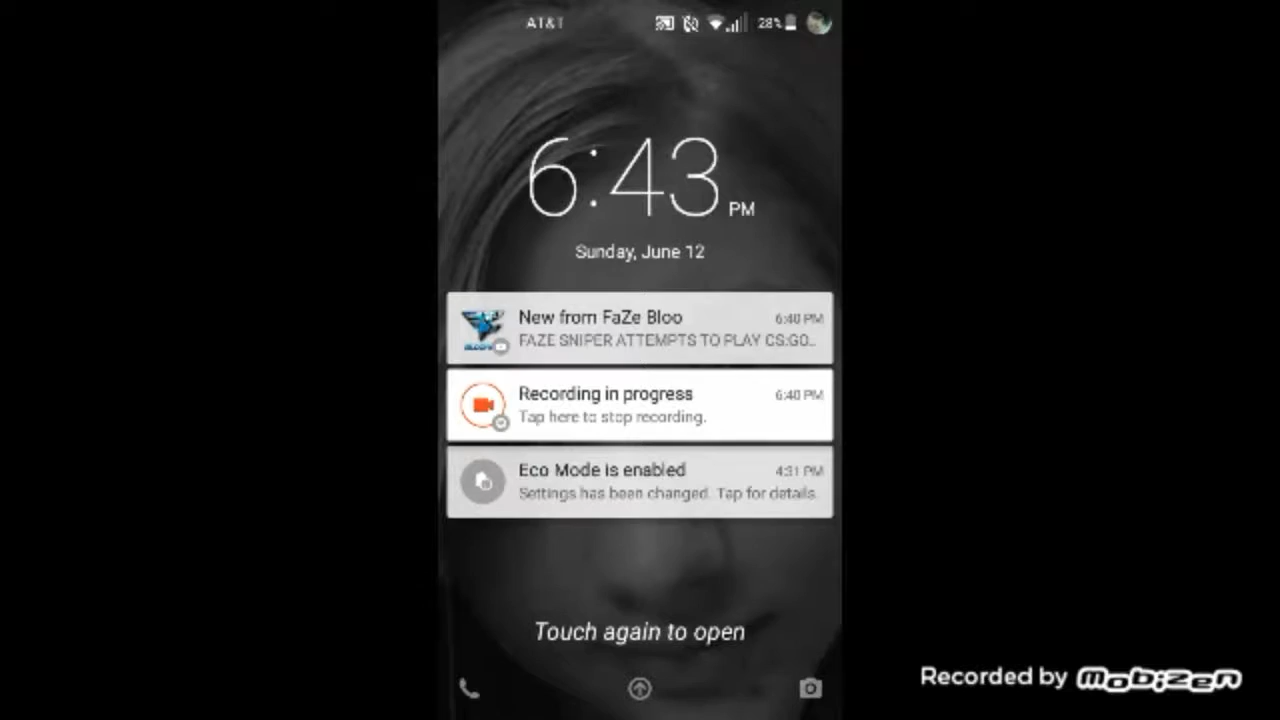 AT&T
28%
6:43 PM
Sunday, June 12
New from FaZe Bloo
6:40 PM
FAZE SNIPER ATTEMPTS TO PLAY CS:GO...
Recording in progress
6:40 PM
Tap here to stop recording.
Eco Mode is enabled
4:31 PM
Settings has been changed. Tap for details.
Touch again to open
Recorded by mobizen